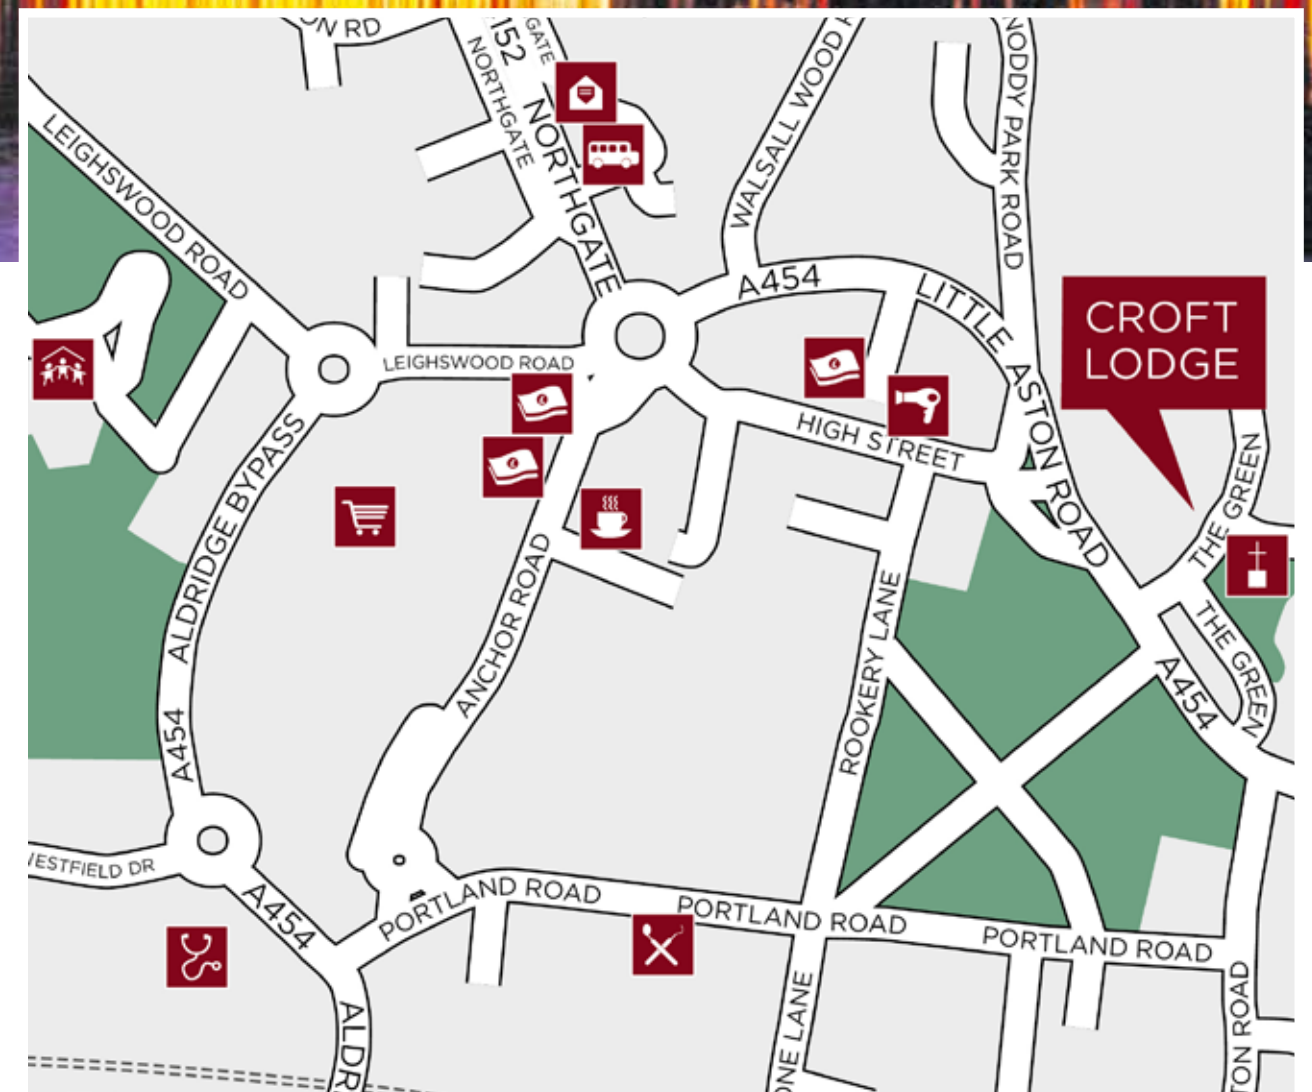 ON RD
A4152
NORTHGATE
GATE
NORTHGATE
WALSALL WOOD R
NODDY PARK ROAD
LEIGHSWOOD ROAD
A454
LITTLE ASTON ROAD
CROFT
LODGE
LEIGHSWOOD ROAD
HIGH STREET
THE GREEN
ALDRIDGE BYPASS
ANCHOR ROAD
ROOKERY LANE
THE GREEN
A454
A454
WESTFIELD DR
A454
PORTLAND ROAD
PORTLAND ROAD
PORTLAND ROAD
ALDR
ONE LANE
TON ROAD